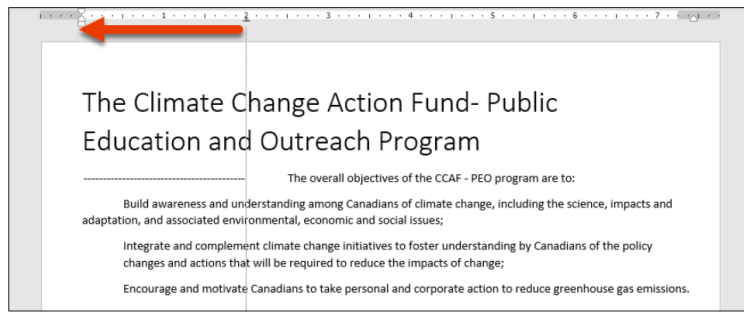 1 2 3 4 5 6 7
The Climate Change Action Fund- Public
Education and Outreach Program
------------------------------------------ The overall objectives of the CCAF - PEO program are to:
Build awareness and understanding among Canadians of climate change, including the science, impacts and
adaptation, and associated environmental, economic and social issues;
Integrate and complement climate change initiatives to foster understanding by Canadians of the policy
changes and actions that will be required to reduce the impacts of change;
Encourage and motivate Canadians to take personal and corporate action to reduce greenhouse gas emissions.